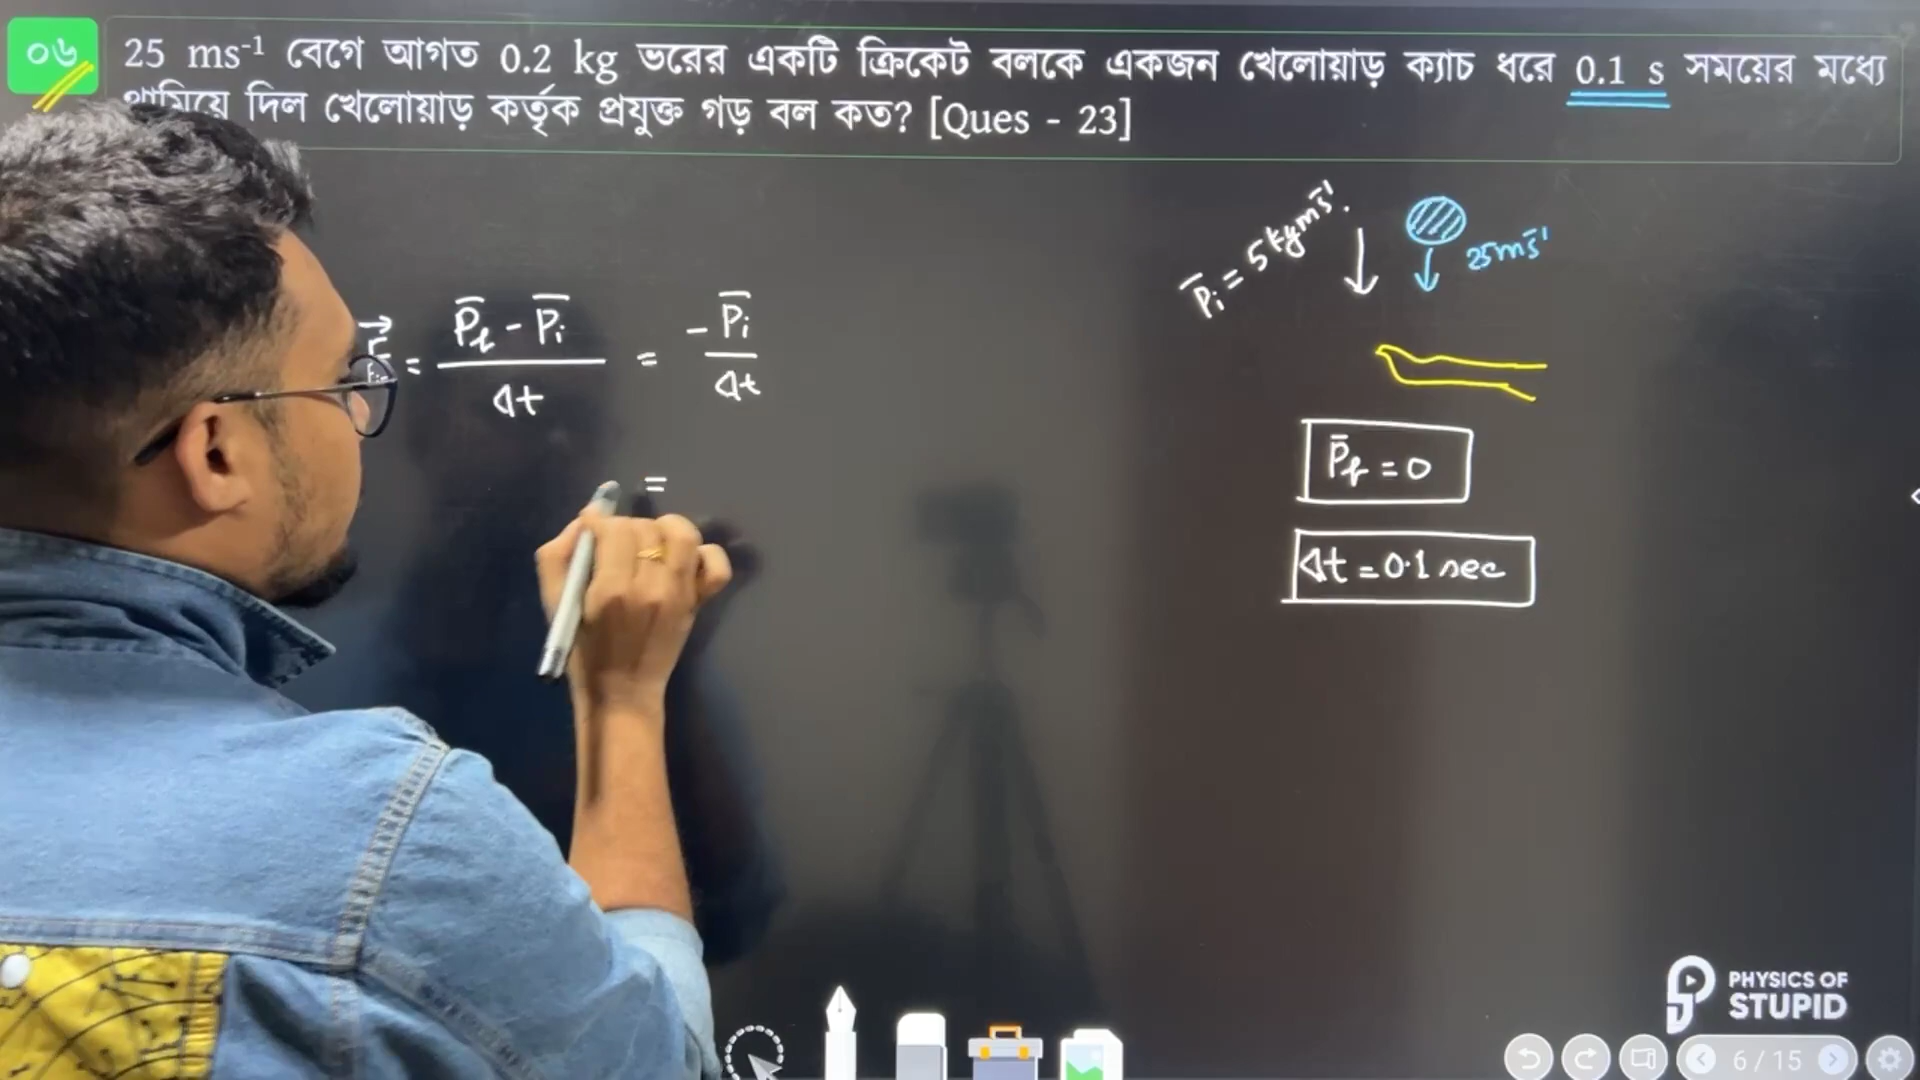 ০৬
25 ms⁻¹ বেগে আগত 0.2 kg ভরের একটি ক্রিকেট বলকে একজন খেলোয়াড় ক্যাচ ধরে 0.1 s সময়ের মধ্যে
থামিয়ে দিল খেলোয়াড় কর্তৃক প্রযুক্ত গড় বল কত? [Ques - 23]
P̄i = 5 kgms⁻¹.
25ms⁻¹
= (P̄f - P̄i) / Δt = -P̄i / Δt
=
P̄f = 0
Δt = 0.1 sec
PHYSICS OF
STUPID
6 / 15